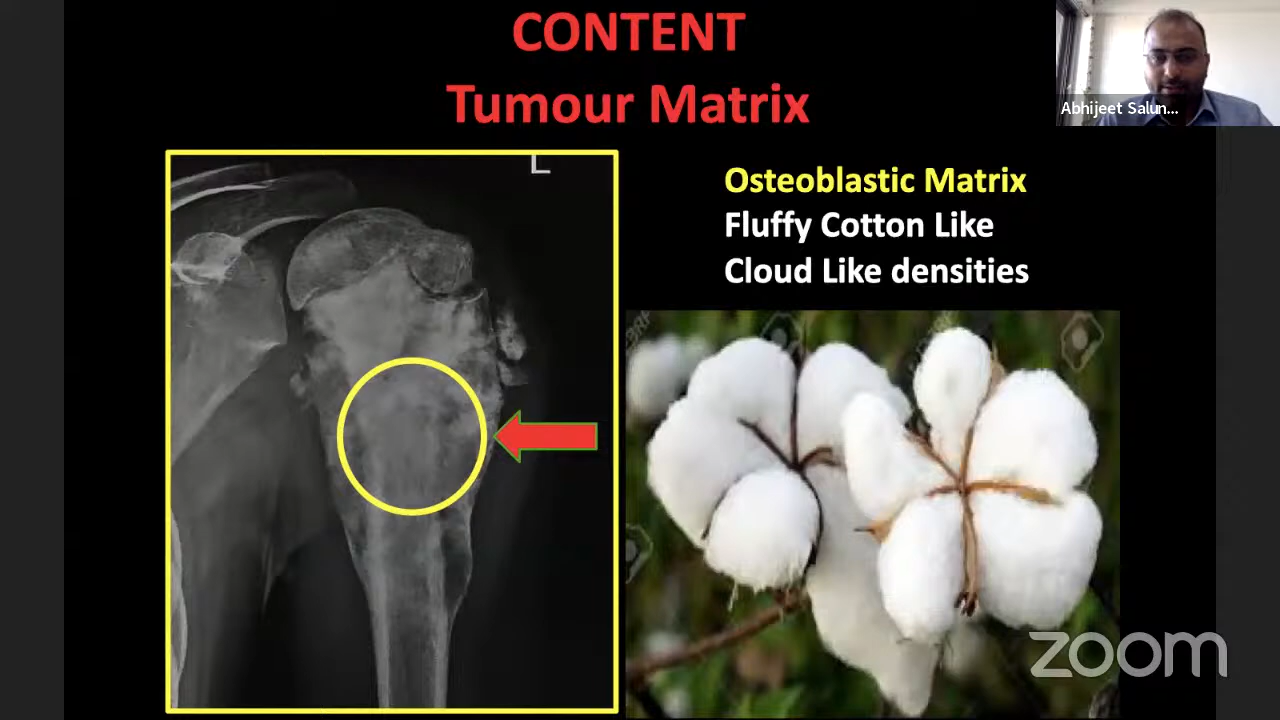 CONTENT
Tumour Matrix
Abhijeet Salun...
L
Osteoblastic Matrix
Fluffy Cotton Like
Cloud Like densities
zoom